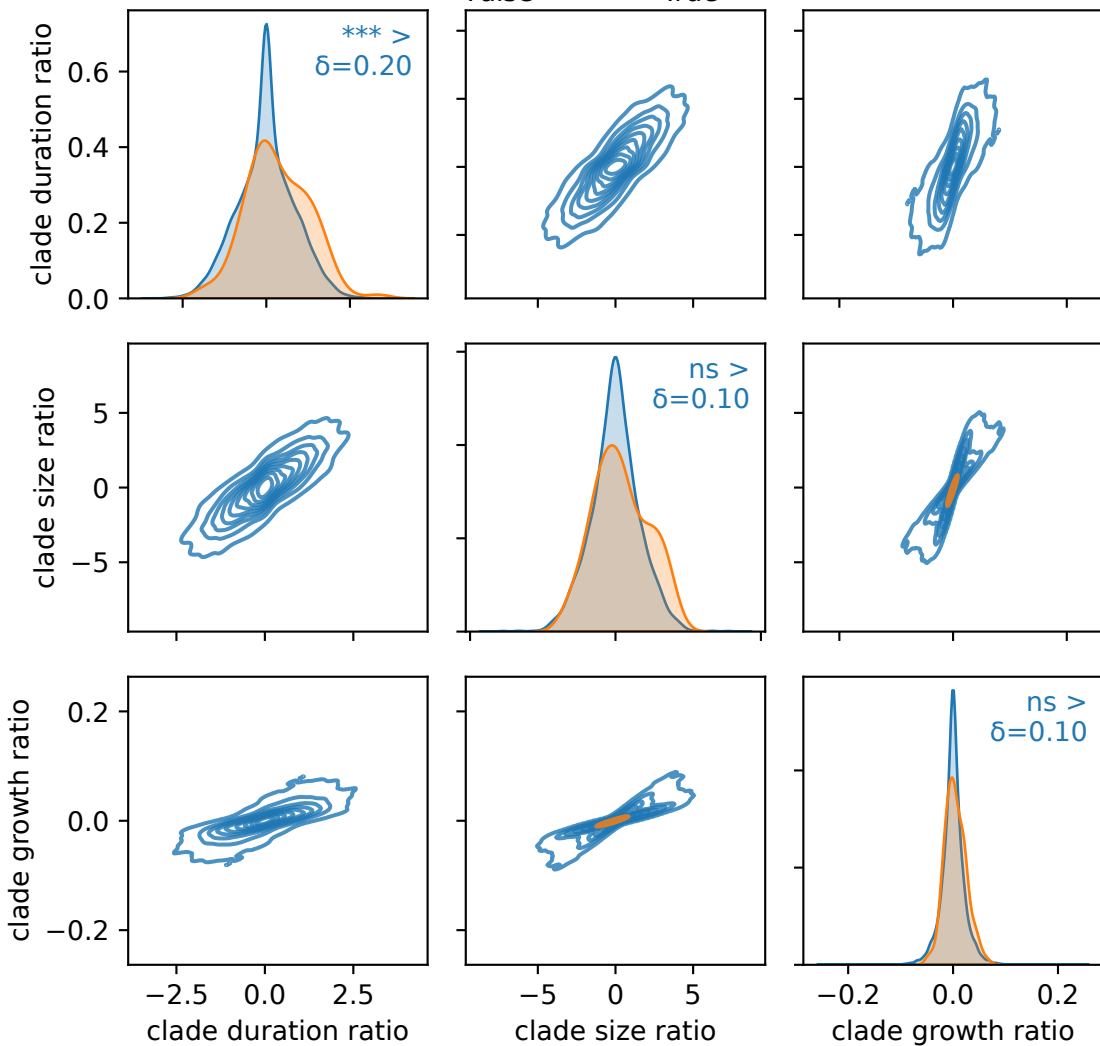 clade duration ratio
0.6
0.4
0.2
0.0
*** >
δ=0.20
clade size ratio
5
0
−5
ns >
δ=0.10
clade growth ratio
0.2
0.0
−0.2
ns >
δ=0.10
−2.5 0.0 2.5
−5 0 5
−0.2 0.0 0.2
clade duration ratio
clade size ratio
clade growth ratio